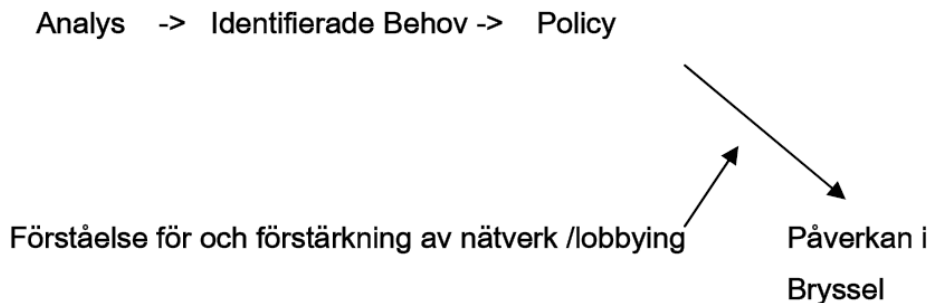 Analys -> Identifierade Behov -> Policy
Förståelse för och förstärkning av nätverk /lobbying
Påverkan i
Bryssel